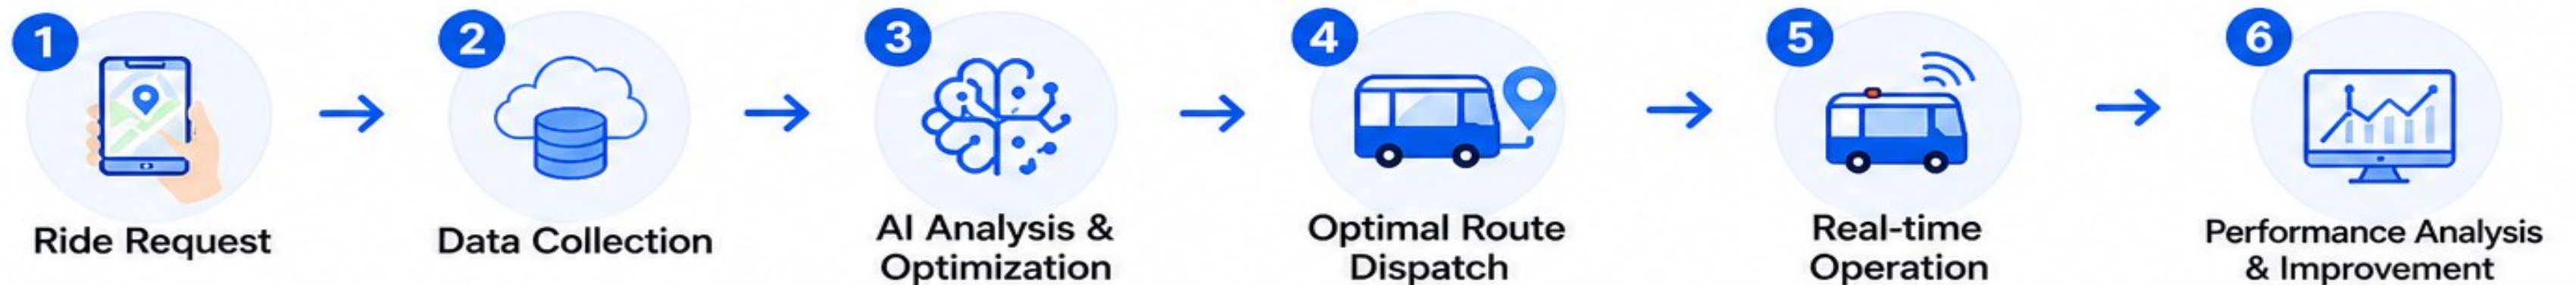 1
Ride Request
2
Data Collection
3
AI Analysis &
Optimization
4
Optimal Route
Dispatch
5
Real-time
Operation
6
Performance Analysis
& Improvement